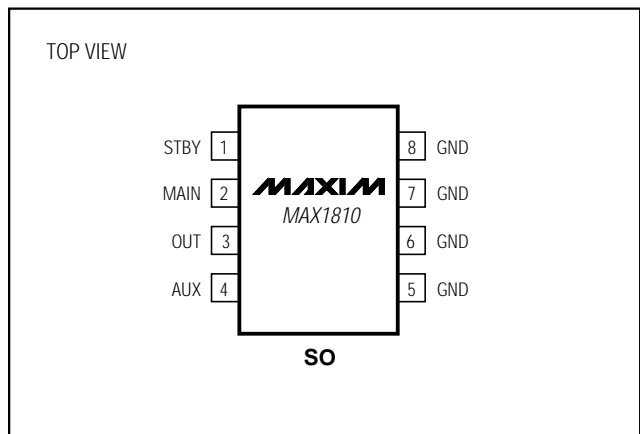 TOP VIEW
STBY 1 8 GND
MAIN 2 MAXIM 7 GND
MAX1810
OUT 3 6 GND
AUX 4 5 GND
SO